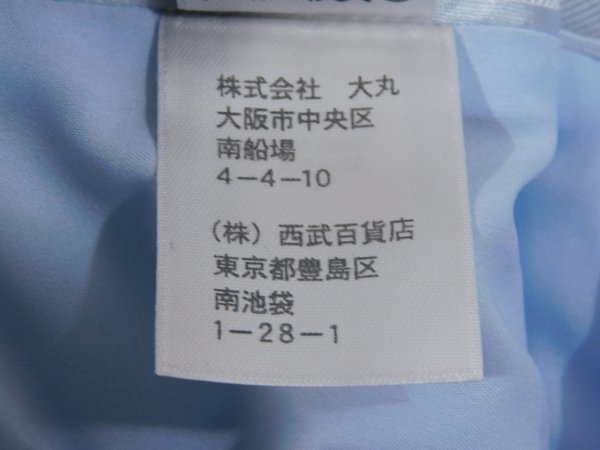 株式会社 大丸
大阪市中央区
南船場
4-4-10
(株) 西武百貨店
東京都豊島区
南池袋
1-28-1